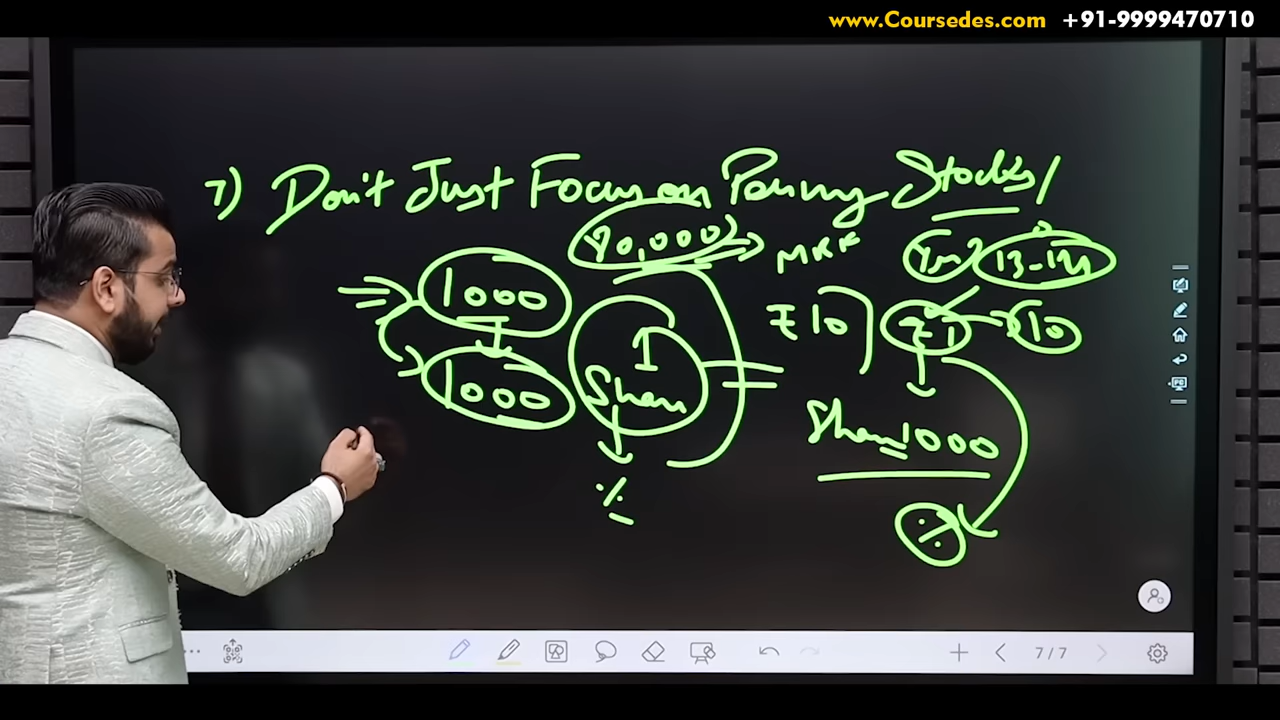 www.Coursedes.com +91-9999470710
7) Don't Just Focus on Penny Stocks/
90,000 MRF 13-14
1000 ₹10 ₹1 10
1
1000 Share
Share 1000
%
%
7/7